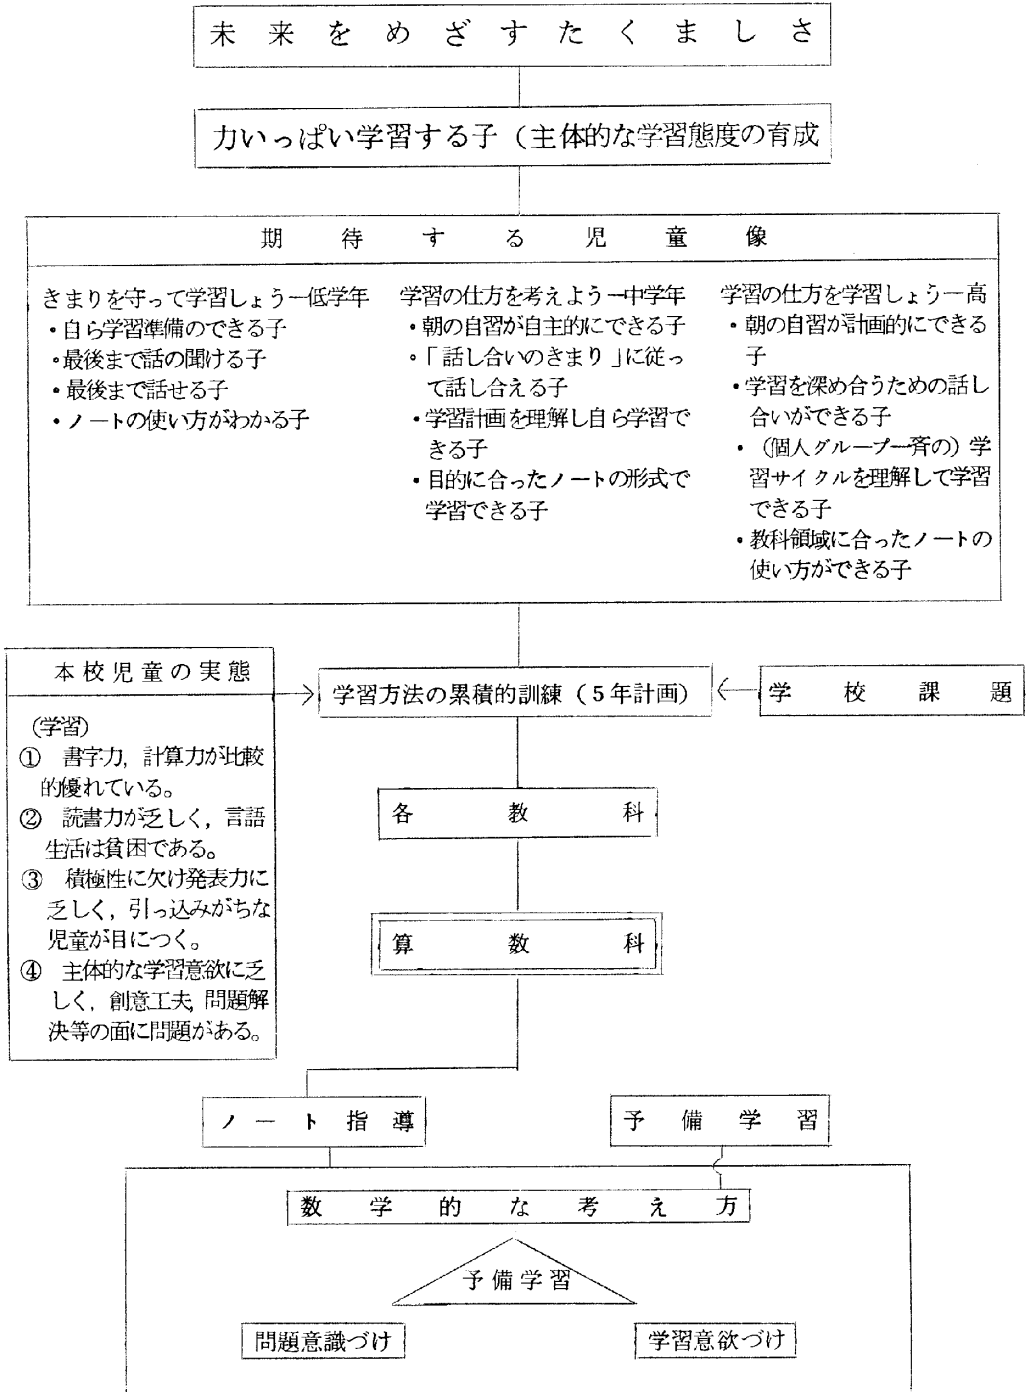 未来をめざすたくましさ
力いっぱい学習する子（主体的な学習態度の育成
期待する児童像
きまりを守って学習しょうー低学年
・自ら学習準備のできる子
・最後まで話の聞ける子
・最後まで話せる子
・ノートの使い方がわかる子
学習の仕方を考えようー中学年
・朝の自習が自主的にできる子
・「話し合いのきまり」に従っ
て話し合える子
・学習計画を理解し自ら学習で
きる子
・目的に合ったノートの形式で
学習できる子
学習の仕方を学習しょうー高
・朝の自習が計画的にできる
子
・学習を深め合うための話し
合いができる子
・（個人グループ一斉の）学
習サイクルを理解して学習
できる子
・教科領域に合ったノートの
使い方ができる子
本校児童の実態
(学習)
① 書字力，計算力が比較
的優れている。
② 読書力が乏しく，言語
生活は貧困である。
③ 積極性に欠け発表力に
乏しく，引っ込みがちな
児童が目につく。
④ 主体的な学習意欲に乏
しく，創意工夫，問題解
決等の面に問題がある。
学習方法の累積的訓練（5年計画）
学校課題
各教科
算数科
ノート指導
予備学習
数学的な考え方
予備学習
問題意識づけ
学習意欲づけ